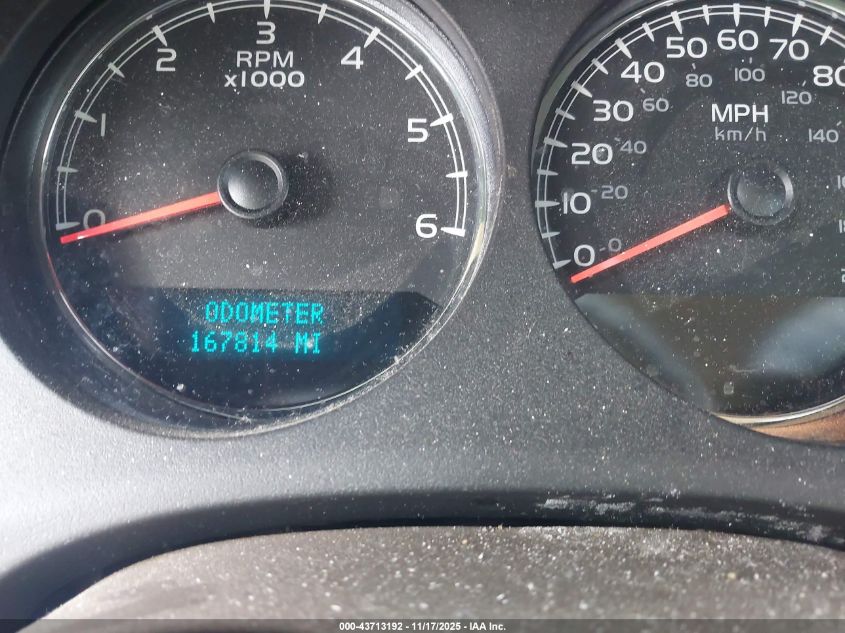 0 1 2 3 4 5 6
RPM
x1000
ODOMETER
167814 MI
0 10 20 30 40 50 60 70 80
0 20 40 60 80 100 120 140
MPH
km/h
000-43713192 - 11/17/2025 - IAA Inc.